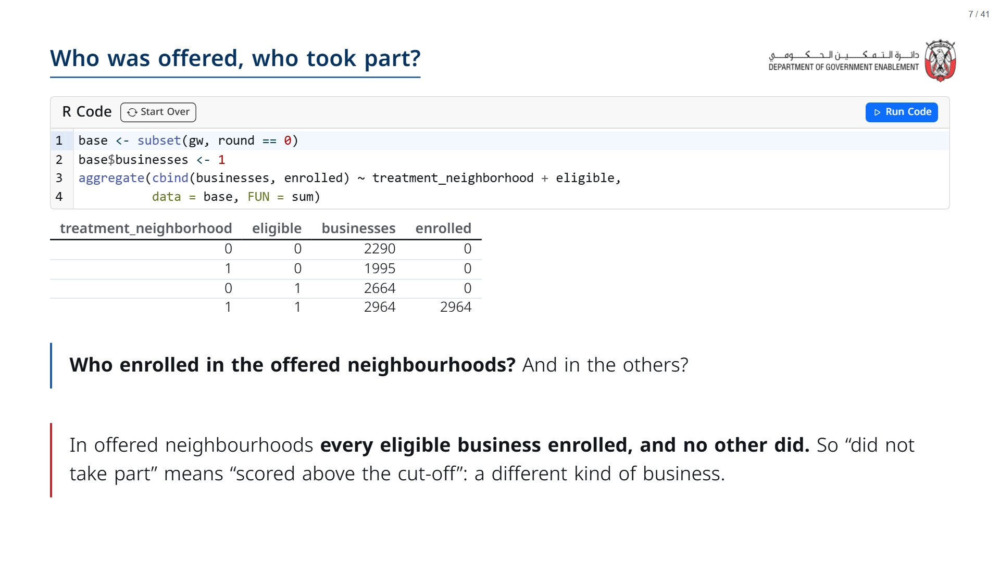 7 / 41
Who was offered, who took part?
دائرة التمكين الحكومي
DEPARTMENT OF GOVERNMENT ENABLEMENT
R Code
Start Over
Run Code
1 base <- subset(gw, round == 0)
2 base$businesses <- 1
3 aggregate(cbind(businesses, enrolled) ~ treatment_neighborhood + eligible,
4 data = base, FUN = sum)
treatment_neighborhood eligible businesses enrolled
0 0 2290 0
1 0 1995 0
0 1 2664 0
1 1 2964 2964
Who enrolled in the offered neighbourhoods? And in the others?
In offered neighbourhoods every eligible business enrolled, and no other did. So “did not
take part” means “scored above the cut-off”: a different kind of business.